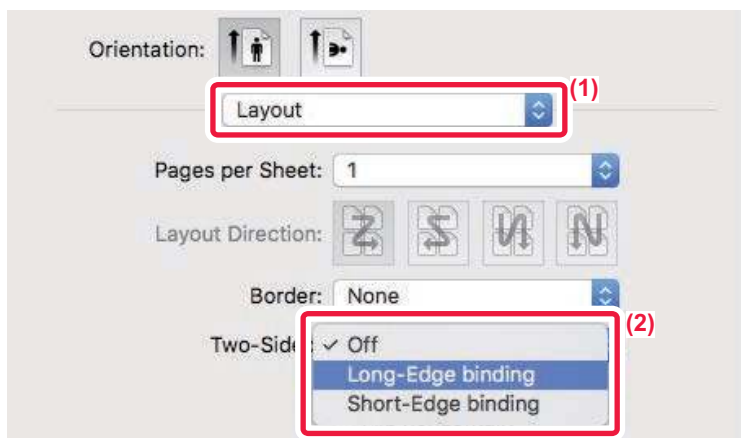 Orientation:
(1)
Layout
Pages per Sheet: 1
Layout Direction:
Border: None
(2)
Two-Side : ✓ Off
Long-Edge binding
Short-Edge binding